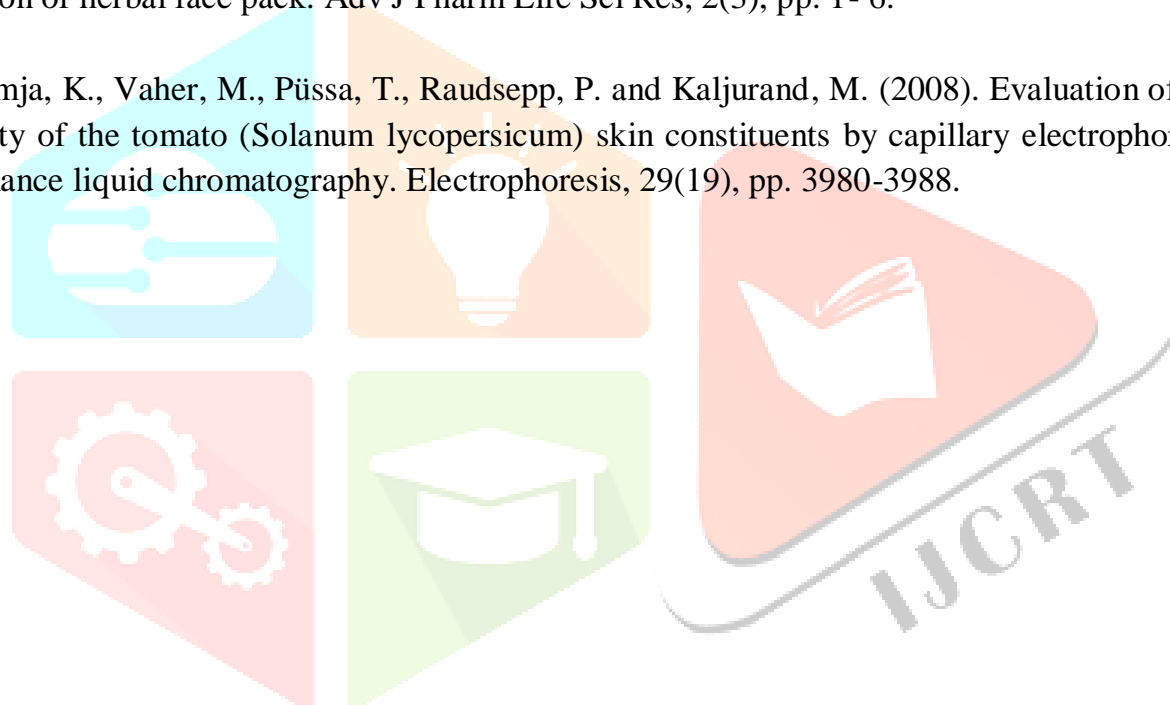 on of herbal face pack. Adv J Pharm Life Sci Res, 2(3), pp. 1- 6.
mja, K., Vaher, M., Püssa, T., Raudsepp, P. and Kaljurand, M. (2008). Evaluation of
ty of the tomato (Solanum lycopersicum) skin constituents by capillary electrophor
ance liquid chromatography. Electrophoresis, 29(19), pp. 3980-3988.
IJCRT